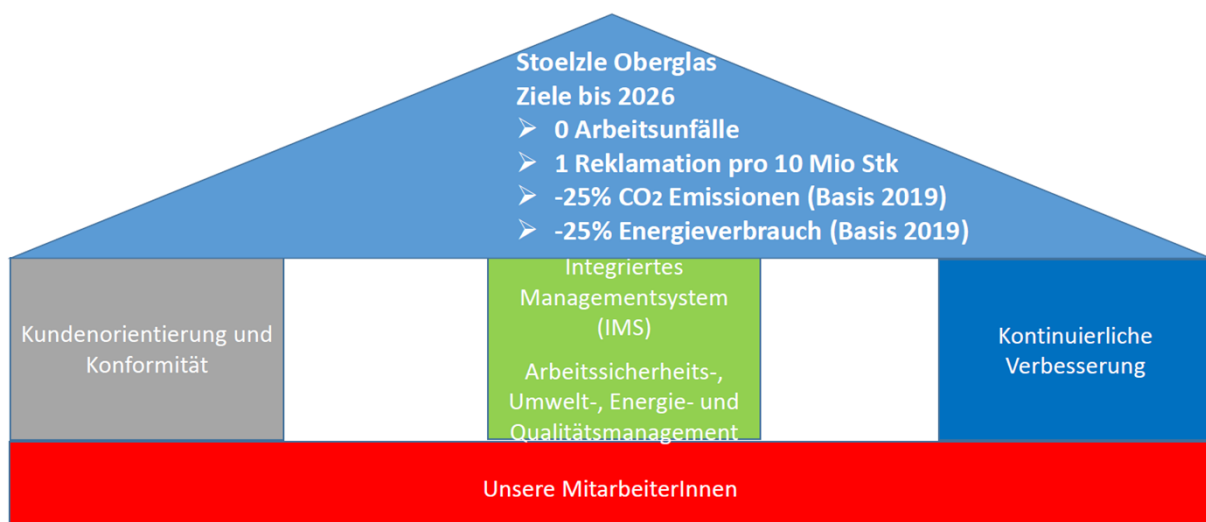 Stoelzle Oberglas
Ziele bis 2026
➢ 0 Arbeitsunfälle
➢ 1 Reklamation pro 10 Mio Stk
➢ -25% CO2 Emissionen (Basis 2019)
➢ -25% Energieverbrauch (Basis 2019)
Kundenorientierung und
Konformität
Integriertes
Managementsystem
(IMS)
Arbeitssicherheits-,
Umwelt-, Energie- und
Qualitätsmanagement
Kontinuierliche
Verbesserung
Unsere MitarbeiterInnen